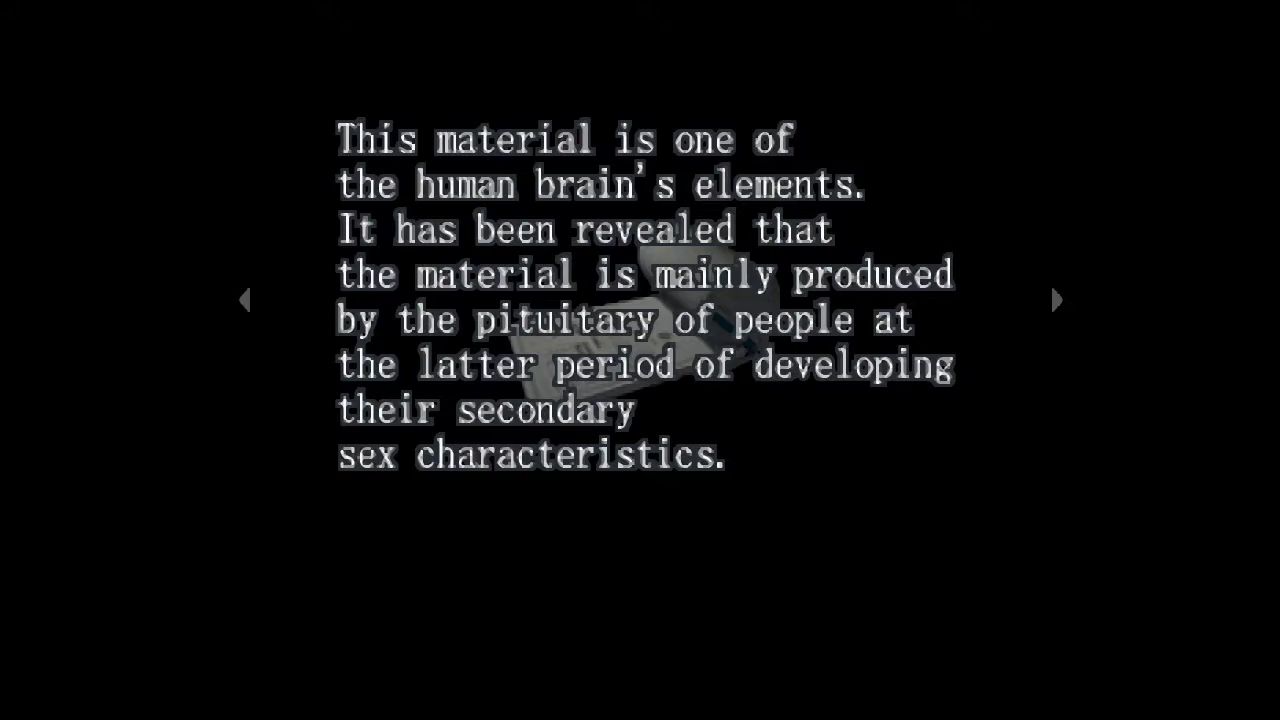 This material is one of
the human brain's elements.
It has been revealed that
the material is mainly produced
by the pituitary of people at
the latter period of developing
their secondary
sex characteristics.